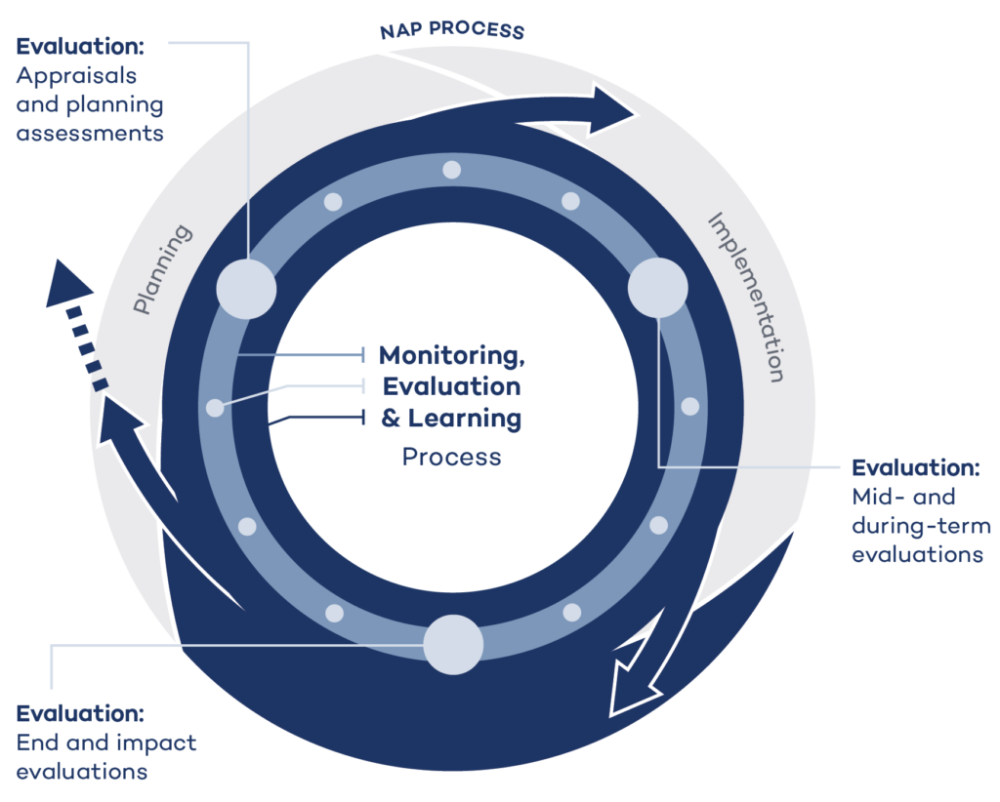 NAP PROCESS
Evaluation:
Appraisals
and planning
assessments
Planning
Implementation
Monitoring,
Evaluation
& Learning
Process
Evaluation:
Mid- and
during-term
evaluations
Evaluation:
End and impact
evaluations